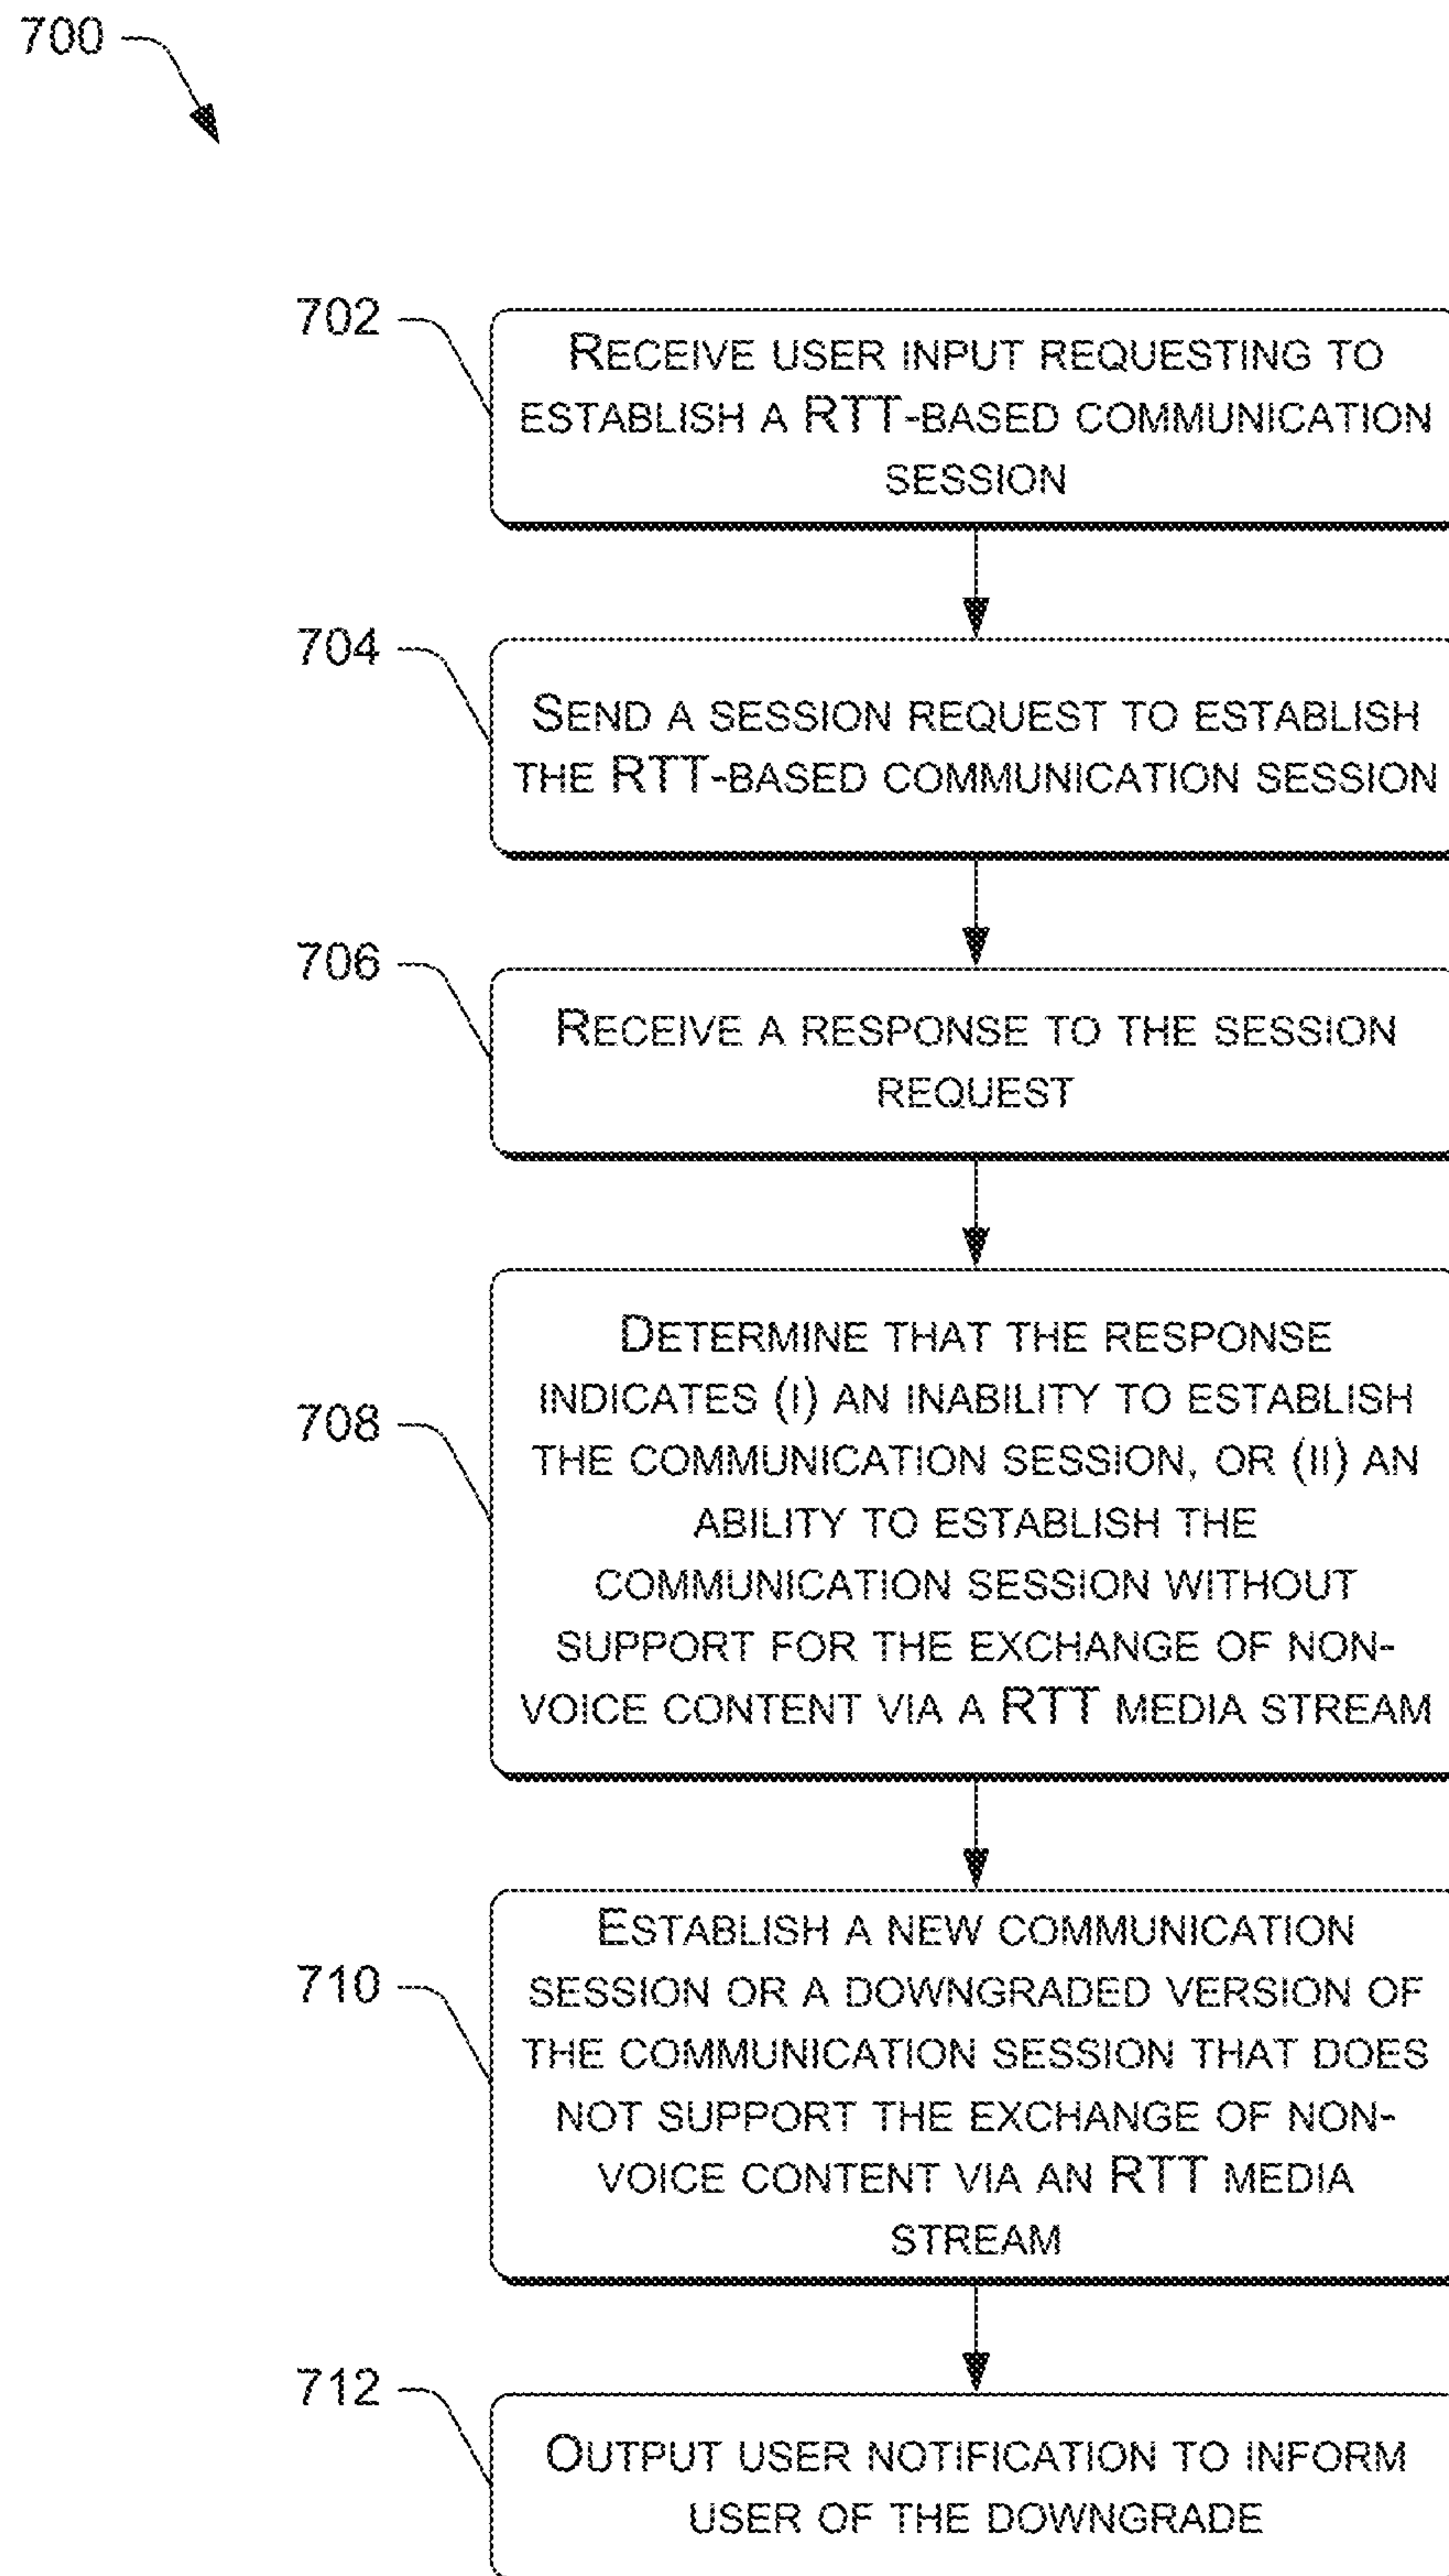 700
702
RECEIVE USER INPUT REQUESTING TO
ESTABLISH A RTT-BASED COMMUNICATION
SESSION
704
SEND A SESSION REQUEST TO ESTABLISH
THE RTT-BASED COMMUNICATION SESSION
706
RECEIVE A RESPONSE TO THE SESSION
REQUEST
708
DETERMINE THAT THE RESPONSE
INDICATES (I) AN INABILITY TO ESTABLISH
THE COMMUNICATION SESSION, OR (II) AN
ABILITY TO ESTABLISH THE
COMMUNICATION SESSION WITHOUT
SUPPORT FOR THE EXCHANGE OF NON-
VOICE CONTENT VIA A RTT MEDIA STREAM
710
ESTABLISH A NEW COMMUNICATION
SESSION OR A DOWNGRADED VERSION OF
THE COMMUNICATION SESSION THAT DOES
NOT SUPPORT THE EXCHANGE OF NON-
VOICE CONTENT VIA AN RTT MEDIA
STREAM
712
OUTPUT USER NOTIFICATION TO INFORM
USER OF THE DOWNGRADE